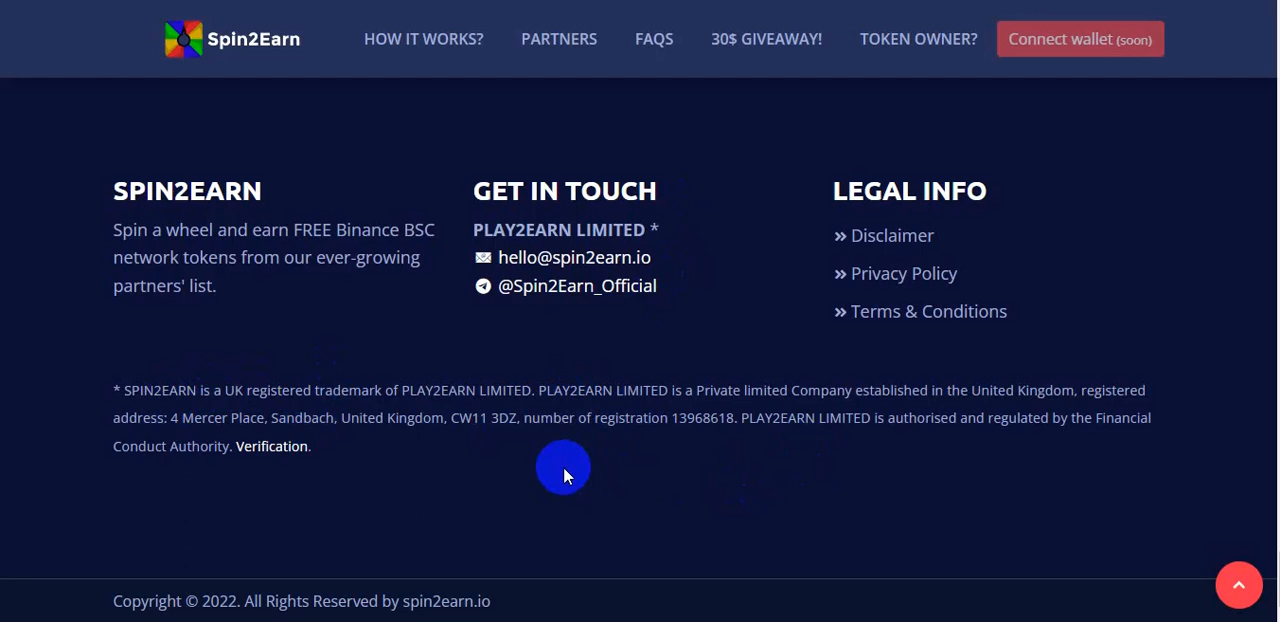 Spin2Earn HOW IT WORKS? PARTNERS FAQS 30$ GIVEAWAY! TOKEN OWNER? Connect wallet (soon)
SPIN2EARN
Spin a wheel and earn FREE Binance BSC
network tokens from our ever-growing
partners' list.
GET IN TOUCH
PLAY2EARN LIMITED *
hello@spin2earn.io
@Spin2Earn_Official
LEGAL INFO
» Disclaimer
» Privacy Policy
» Terms & Conditions
* SPIN2EARN is a UK registered trademark of PLAY2EARN LIMITED. PLAY2EARN LIMITED is a Private limited Company established in the United Kingdom, registered
address: 4 Mercer Place, Sandbach, United Kingdom, CW11 3DZ, number of registration 13968618. PLAY2EARN LIMITED is authorised and regulated by the Financial
Conduct Authority. Verification.
Copyright © 2022. All Rights Reserved by spin2earn.io